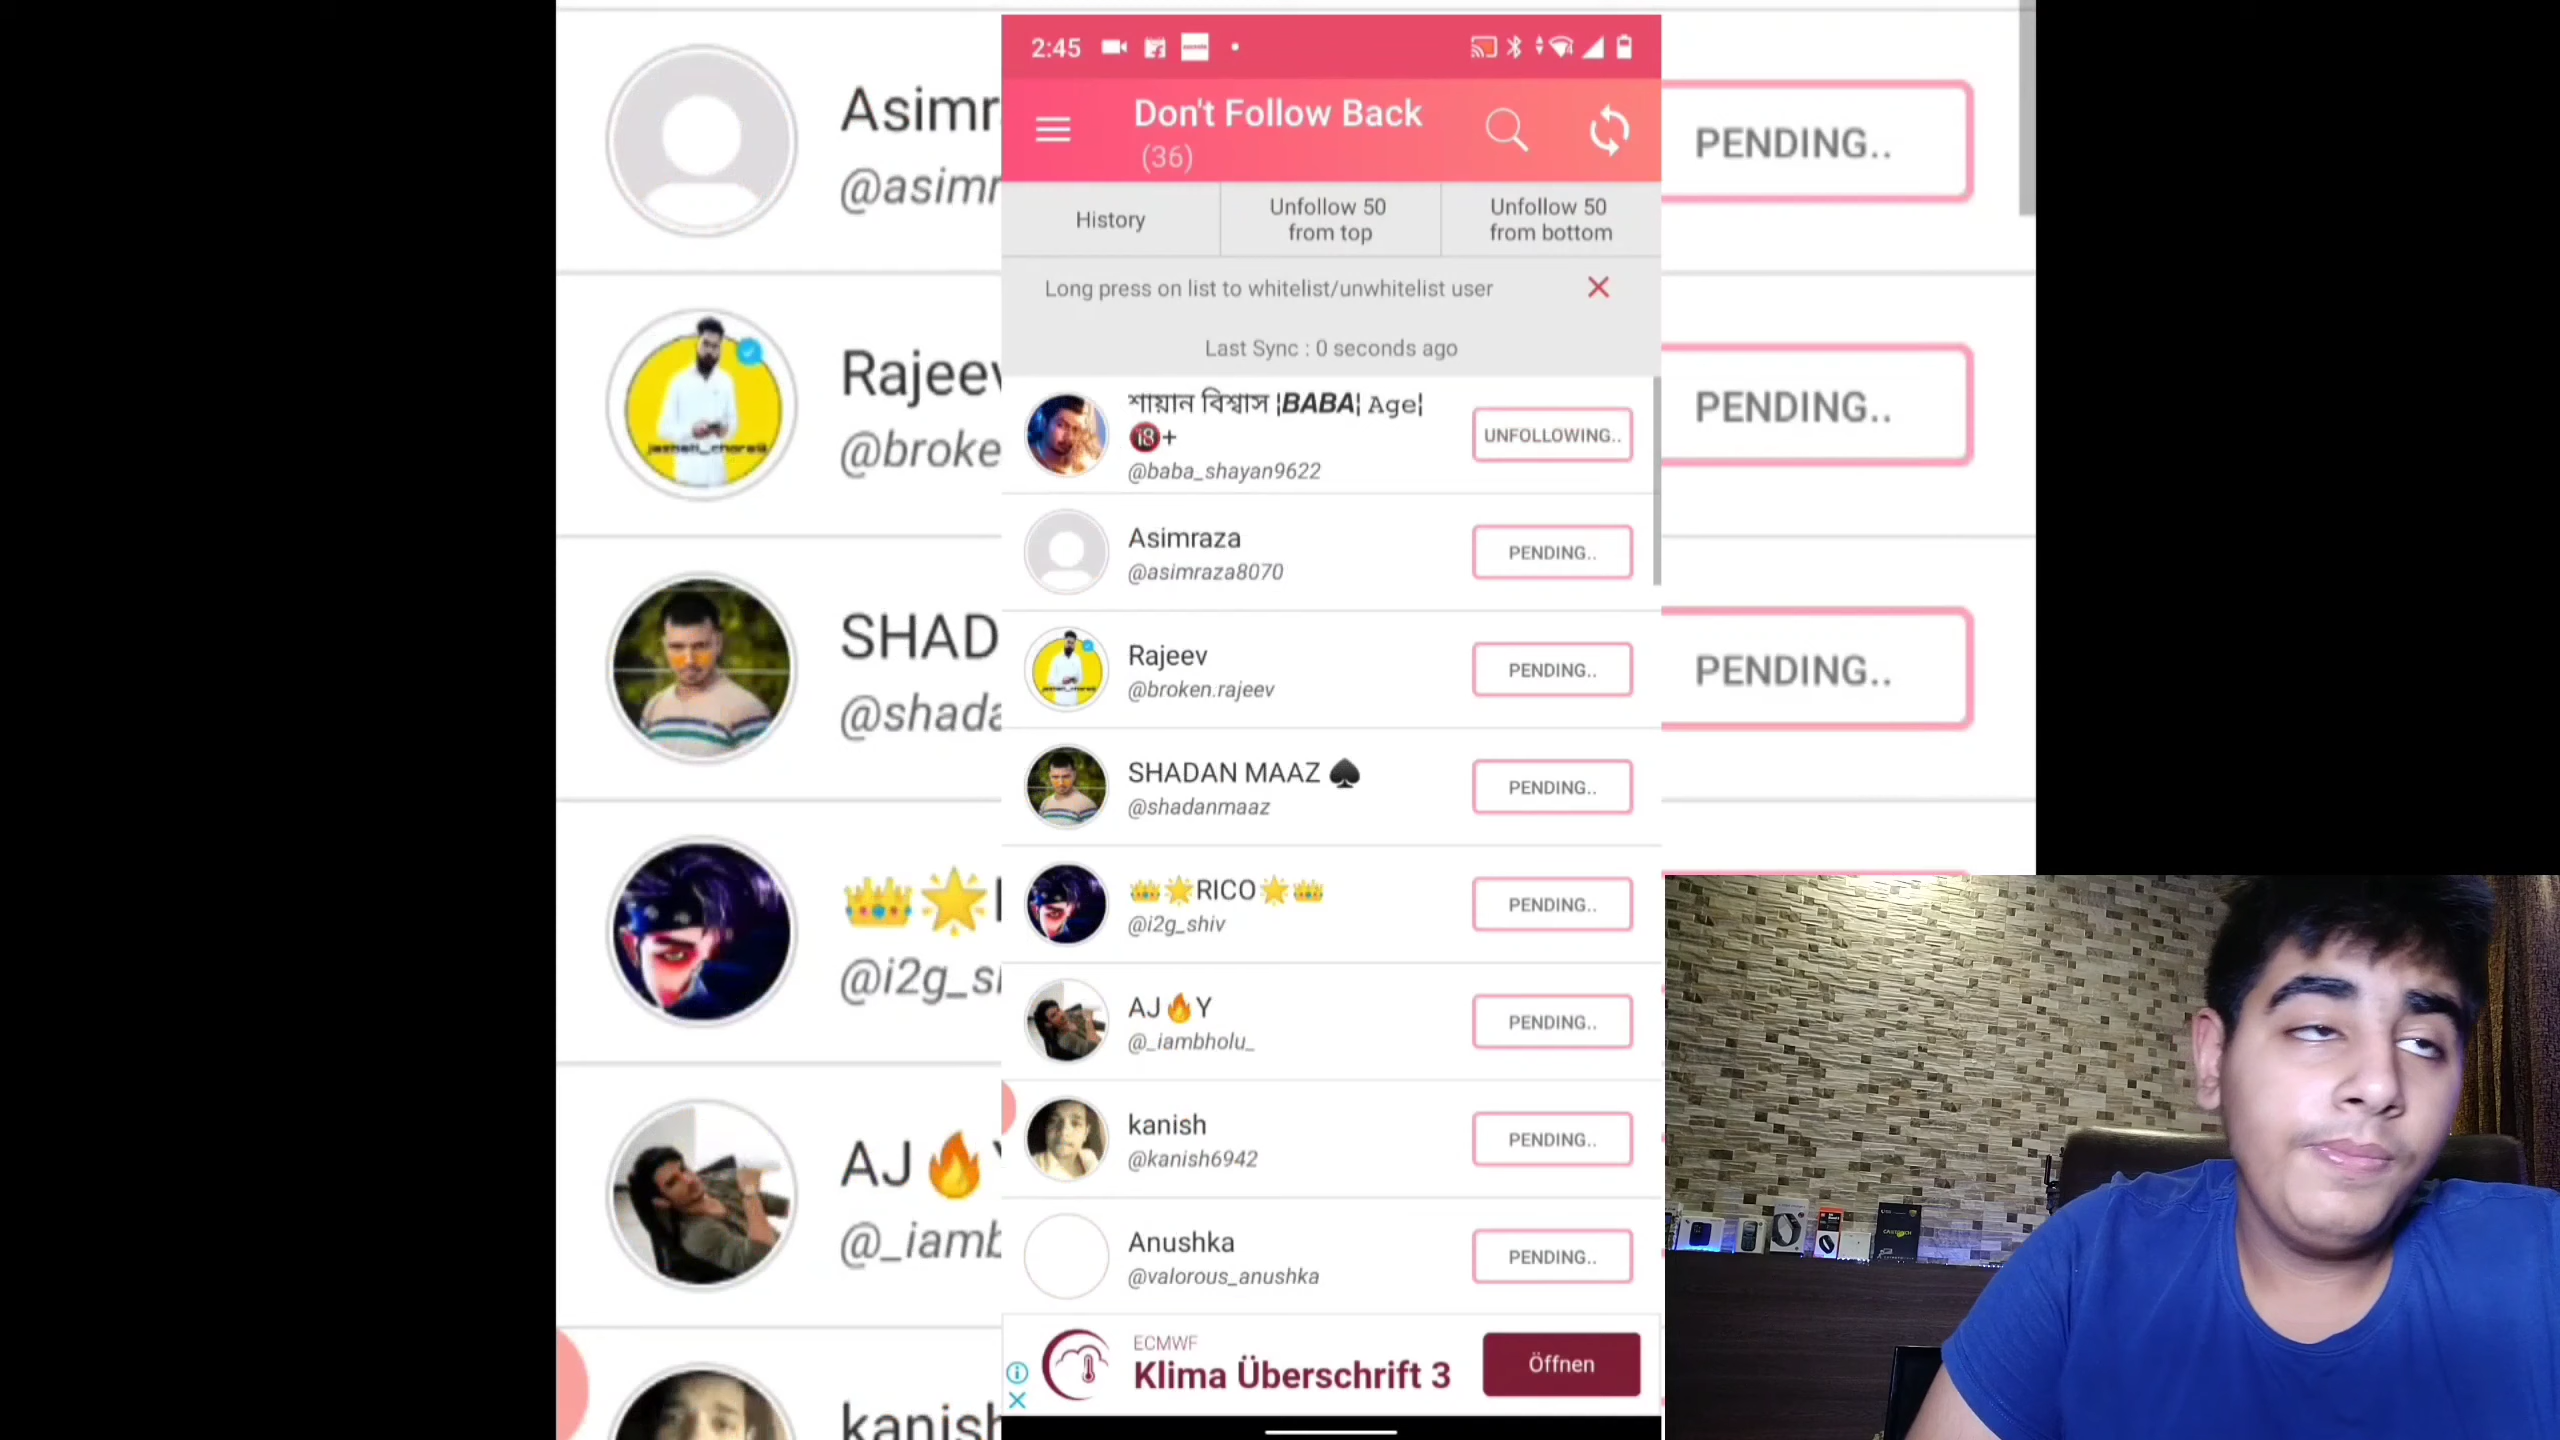 2:45
Don't Follow Back
(36)
History
Unfollow 50
from top
Unfollow 50
from bottom
Long press on list to whitelist/unwhitelist user
Last Sync : 0 seconds ago
শায়ান বিশ্বাস ¦BABA¦ Age¦
🔞+
@baba_shayan9622
UNFOLLOWING..
Asimraza
@asimraza8070
PENDING..
Rajeev
@broken.rajeev
PENDING..
SHADAN MAAZ ♠
@shadanmaaz
PENDING..
👑🌟RICO🌟👑
@i2g_shiv
PENDING..
AJ🔥Y
@_iambholu_
PENDING..
kanish
@kanish6942
PENDING..
Anushka
@valorous_anushka
PENDING..
ECMWF
Klima Überschrift 3
Öffnen
Asimr
@asimr
PENDING..
Rajeev
@broke
PENDING..
SHAD
@shada
PENDING..
👑🌟
@i2g_s
AJ🔥
@_iamb
kanish